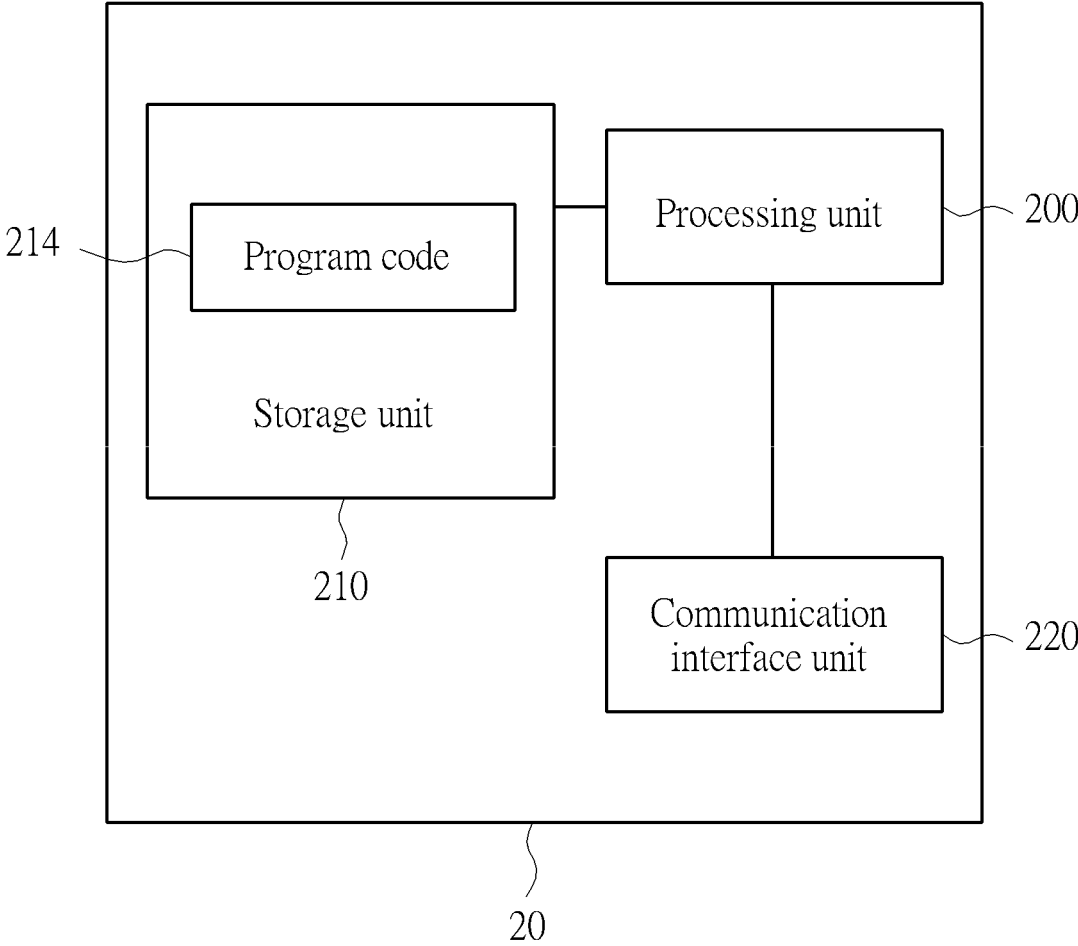 Processing unit
200
214
Program code
Storage unit
210
Communication
interface unit
220
20